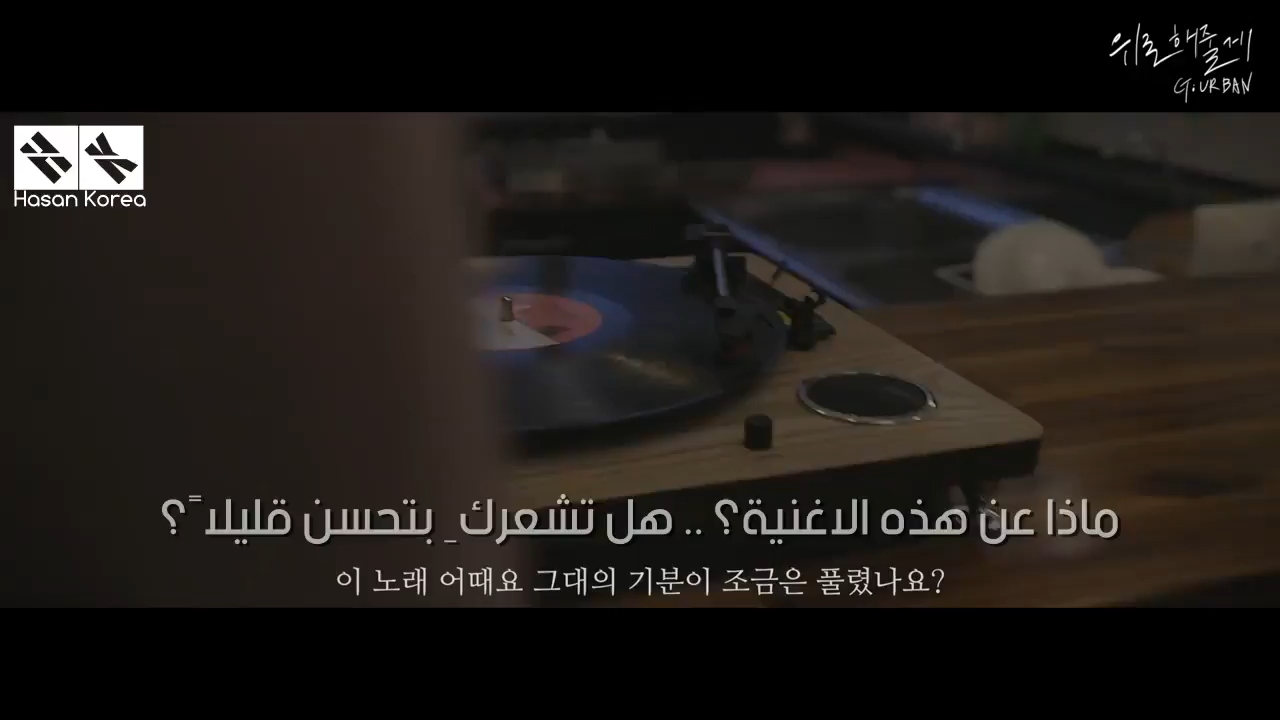 위로해줄게
G.URBAN
Hasan Korea
ماذا عن هذه الاغنية؟ .. هل تشعركِ بتحسن قليلاً ؟
이 노래 어때요 그대의 기분이 조금은 풀렸나요?